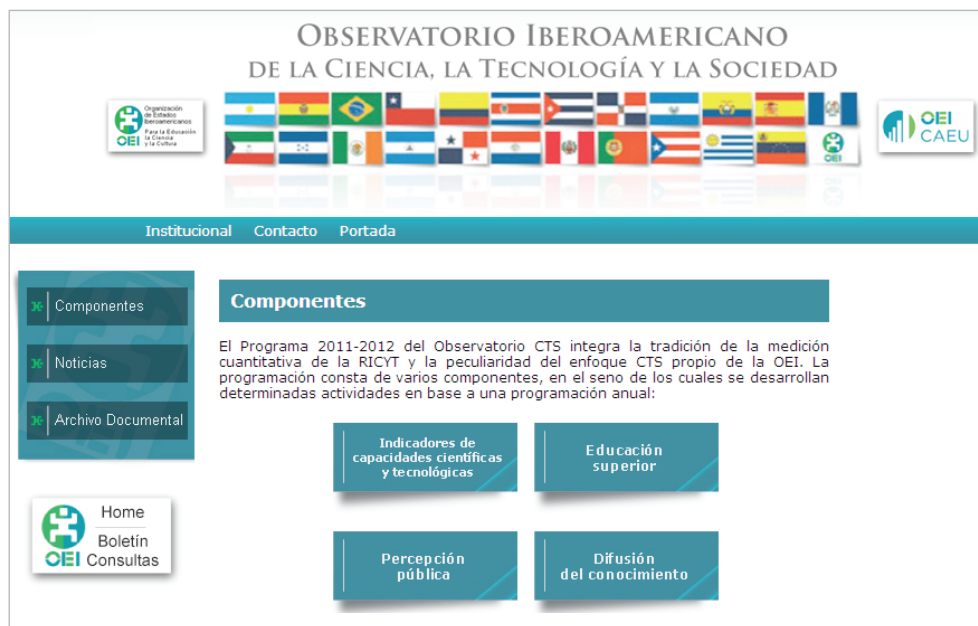 OBSERVATORIO IBEROAMERICANO
DE LA CIENCIA, LA TECNOLOGÍA Y LA SOCIEDAD
Organización
de Estados
Iberoamericanos
Para la Educación
la Ciencia
y la Cultura
OEI
OEI
OEI
CAEU
Institucional Contacto Portada
Componentes
Noticias
Archivo Documental
Home
Boletín
OEI Consultas
Componentes
El Programa 2011-2012 del Observatorio CTS integra la tradición de la medición
cuantitativa de la RICYT y la peculiaridad del enfoque CTS propio de la OEI. La
programación consta de varios componentes, en el seno de los cuales se desarrollan
determinadas actividades en base a una programación anual:
Indicadores de
capacidades científicas
y tecnológicas
Educación
superior
Percepción
pública
Difusión
del conocimiento